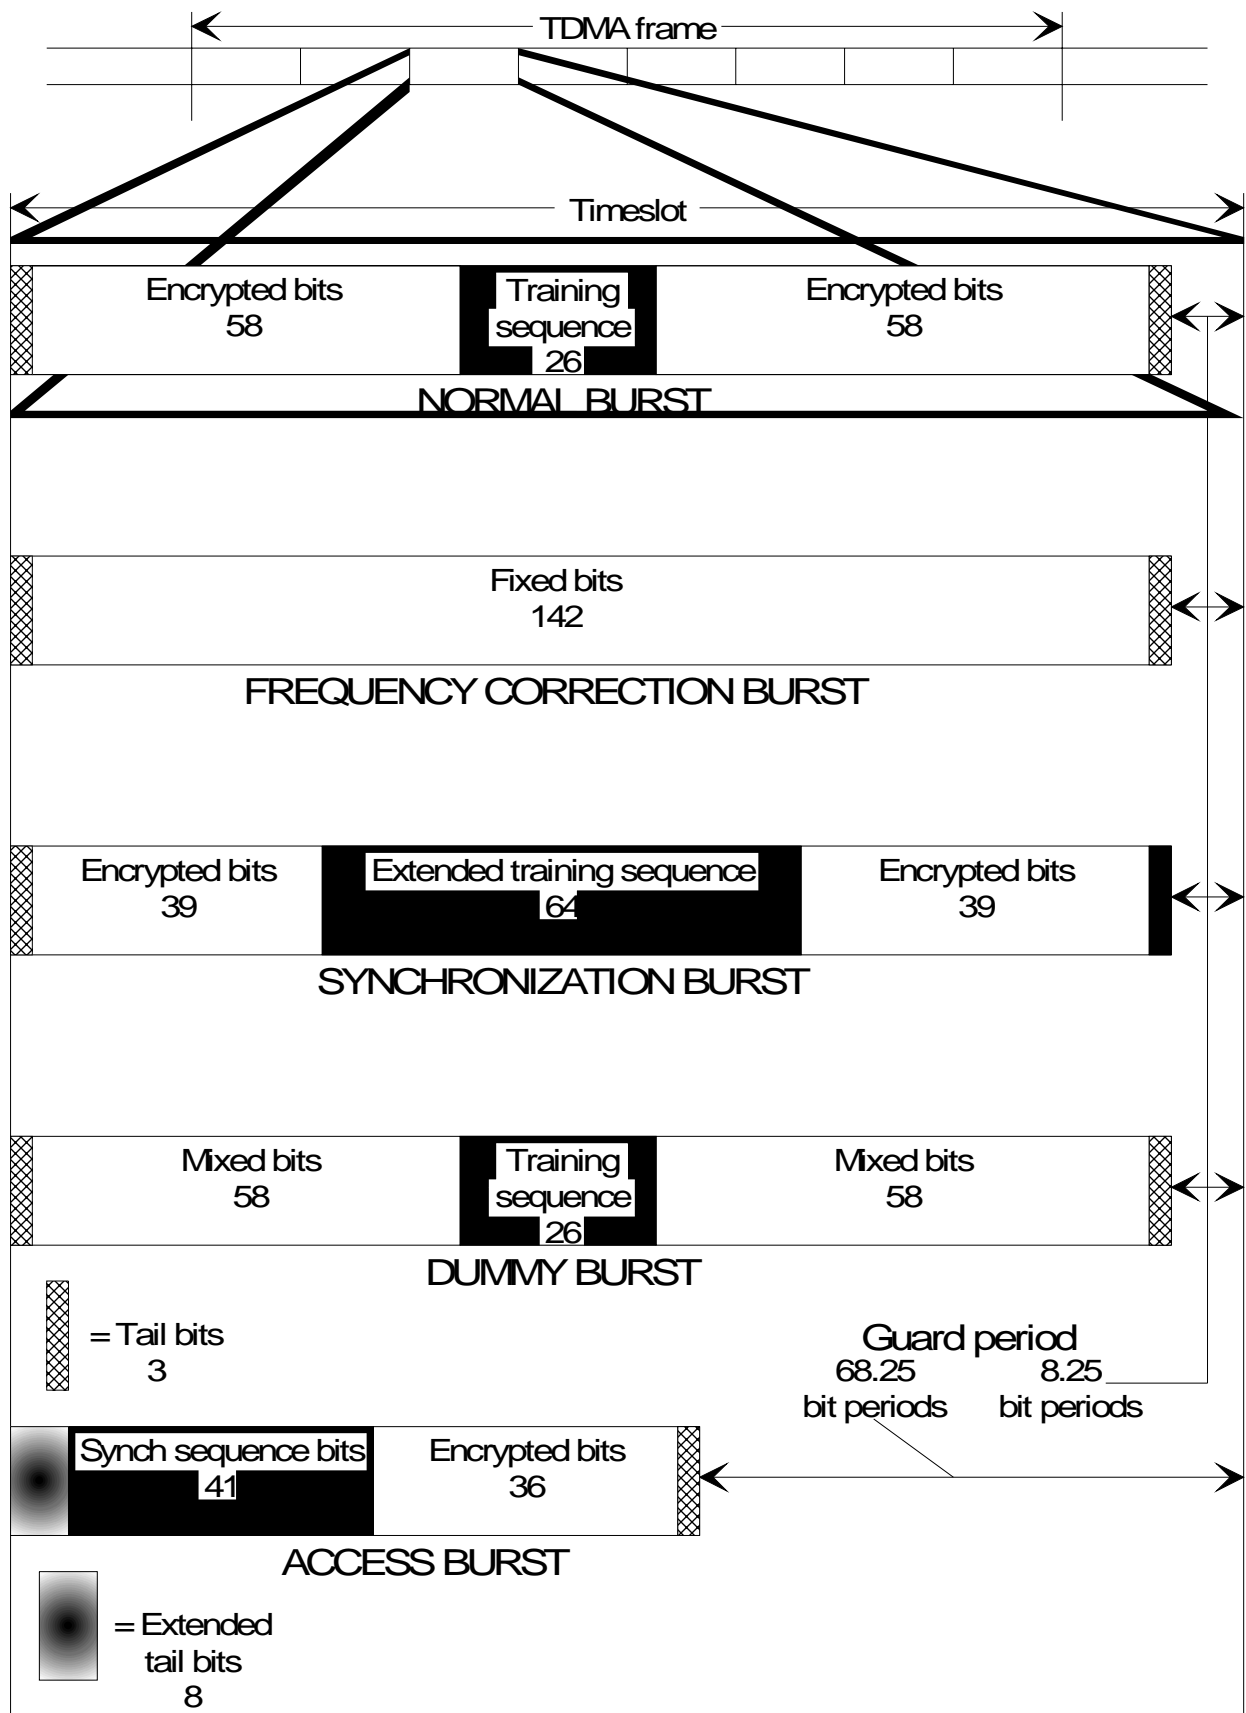 TDMA frame
Timeslot
Encrypted bits
58
Training
sequence
26
Encrypted bits
58
NORMAL BURST
Fixed bits
142
FREQUENCY CORRECTION BURST
Encrypted bits
39
Extended training sequence
64
Encrypted bits
39
SYNCHRONIZATION BURST
Mixed bits
58
Training
sequence
26
Mixed bits
58
DUMMY BURST
= Tail bits
3
Guard period
68.25
bit periods
8.25
bit periods
Synch sequence bits
41
Encrypted bits
36
ACCESS BURST
= Extended
tail bits
8